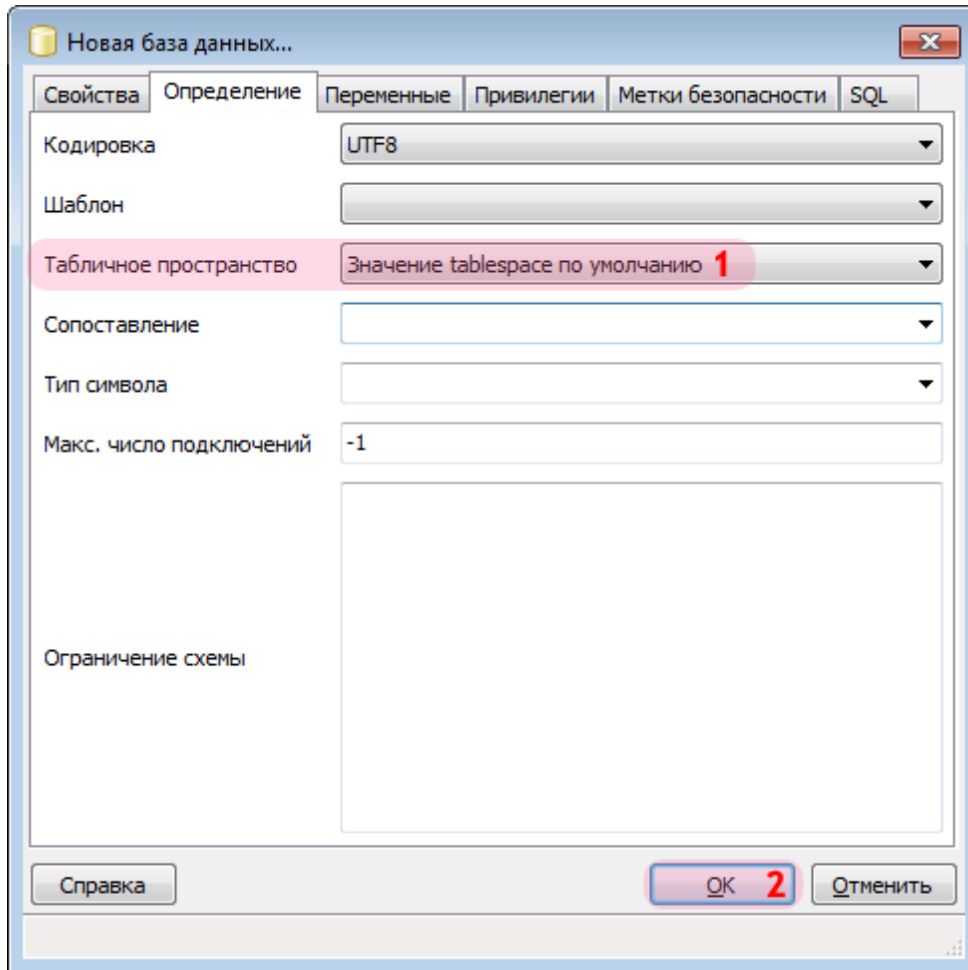 Новая база данных...
Свойства Определение Переменные Привилегии Метки безопасности SQL
Кодировка UTF8
Шаблон
Табличное пространство Значение tablespace по умолчанию 1
Сопоставление
Тип символа
Макс. число подключений -1
Ограничение схемы
Справка OK 2 Отменить